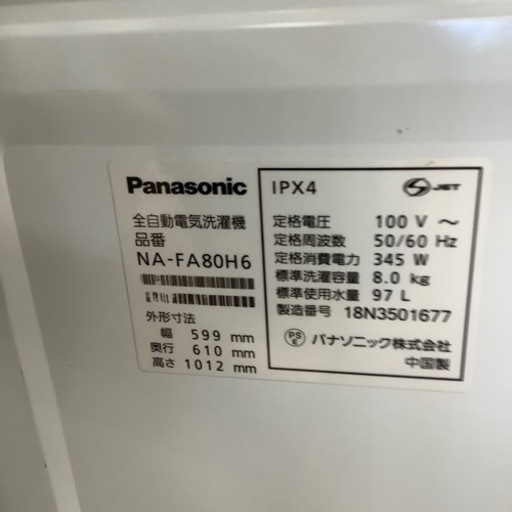 Panasonic
全自動電気洗濯機
品番
NA-FA80H6
外形寸法
幅 599 mm
奥行 610 mm
高さ 1012 mm
IPX4
S JET
定格電圧 100 V ～
定格周波数 50/60 Hz
定格消費電力 345 W
標準洗濯容量 8.0 kg
標準使用水量 97 L
製造番号 18N3501677
PS E パナソニック株式会社
中国製